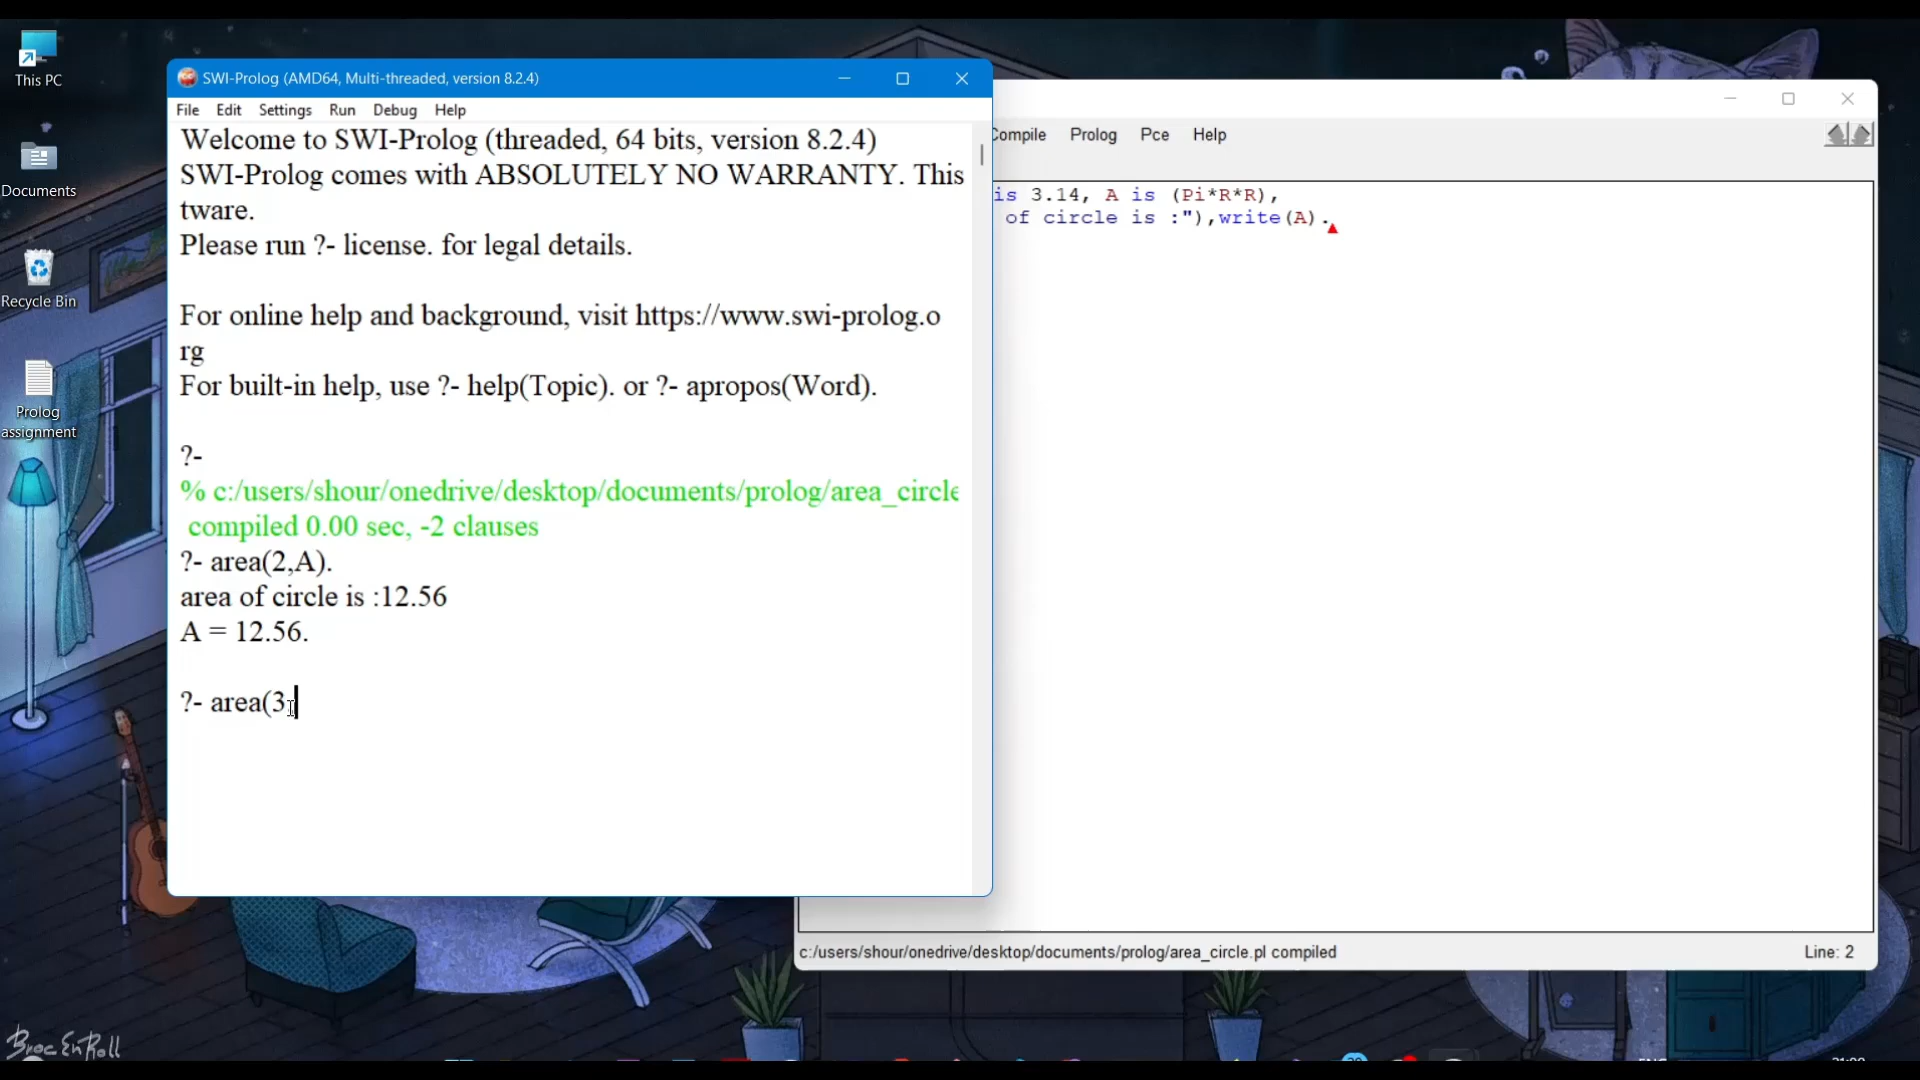 This PC
Documents
Recycle Bin
Prolog
assignment
SWI-Prolog (AMD64, Multi-threaded, version 8.2.4)
File Edit Settings Run Debug Help
Welcome to SWI-Prolog (threaded, 64 bits, version 8.2.4)
SWI-Prolog comes with ABSOLUTELY NO WARRANTY. This
tware.
Please run ?- license. for legal details.
For online help and background, visit https://www.swi-prolog.o
rg
For built-in help, use ?- help(Topic). or ?- apropos(Word).
?-
% c:/users/shour/onedrive/desktop/documents/prolog/area_circle
compiled 0.00 sec, -2 clauses
?- area(2,A).
area of circle is :12.56
A = 12.56.
?- area(3
Compile Prolog Pce Help
is 3.14, A is (Pi*R*R),
of circle is :"),write(A).
c:/users/shour/onedrive/desktop/documents/prolog/area_circle.pl compiled
Line: 2
Broc EnRoll